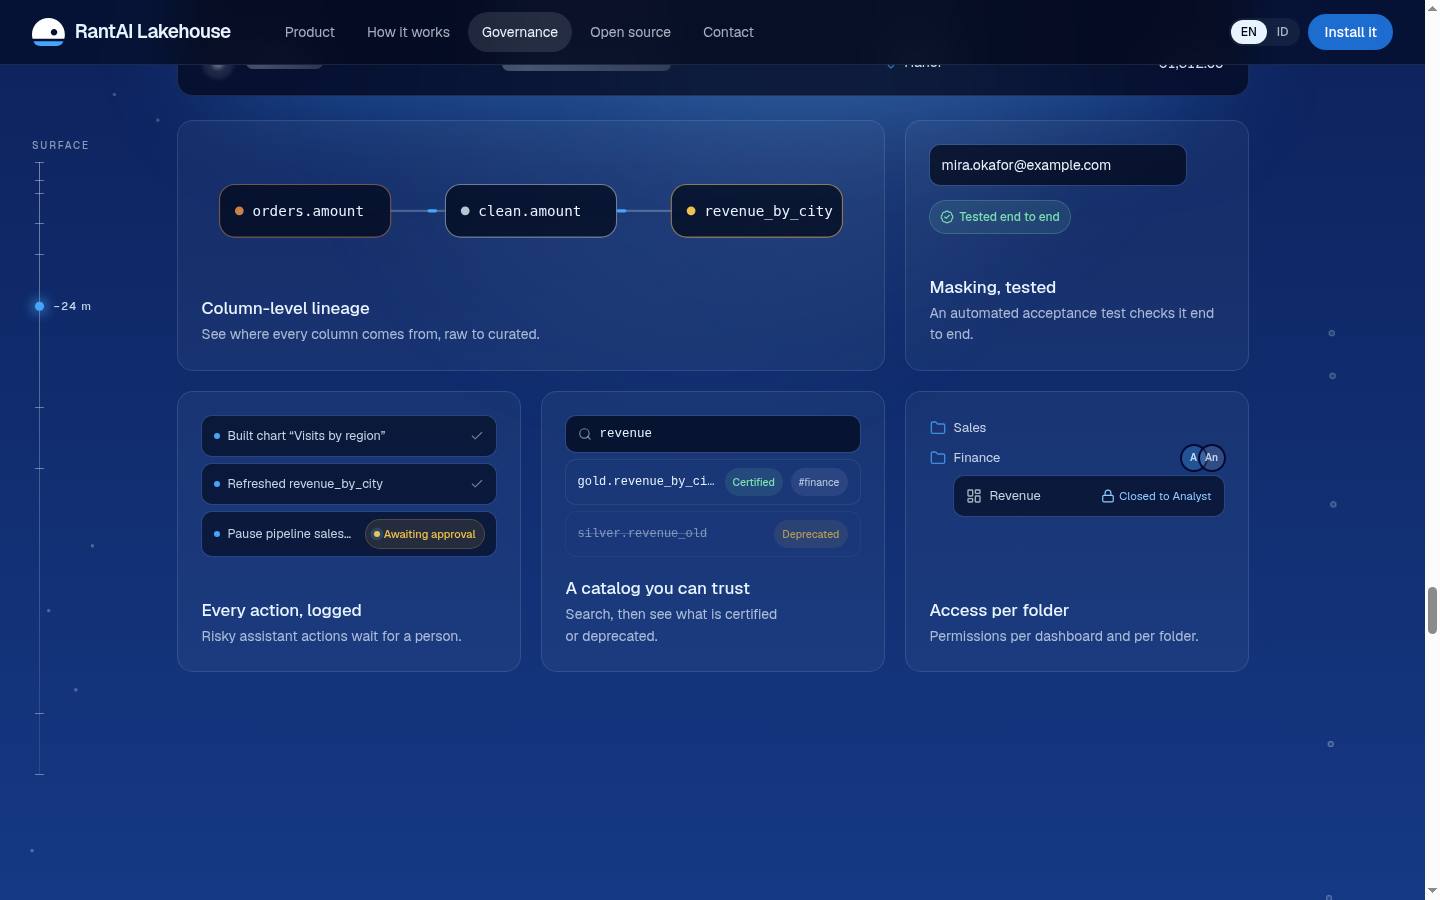 RantAI Lakehouse
Product
How it works
Governance
Open source
Contact
EN
ID
Install it
SURFACE
-24 m
orders.amount
clean.amount
revenue_by_city
Column-level lineage
See where every column comes from, raw to curated.
mira.okafor@example.com
Tested end to end
Masking, tested
An automated acceptance test checks it end
to end.
Built chart “Visits by region”
Refreshed revenue_by_city
Pause pipeline sales…
Awaiting approval
Every action, logged
Risky assistant actions wait for a person.
revenue
gold.revenue_by_ci…
Certified
#finance
silver.revenue_old
Deprecated
A catalog you can trust
Search, then see what is certified
or deprecated.
Sales
Finance
A
An
Revenue
Closed to Analyst
Access per folder
Permissions per dashboard and per folder.